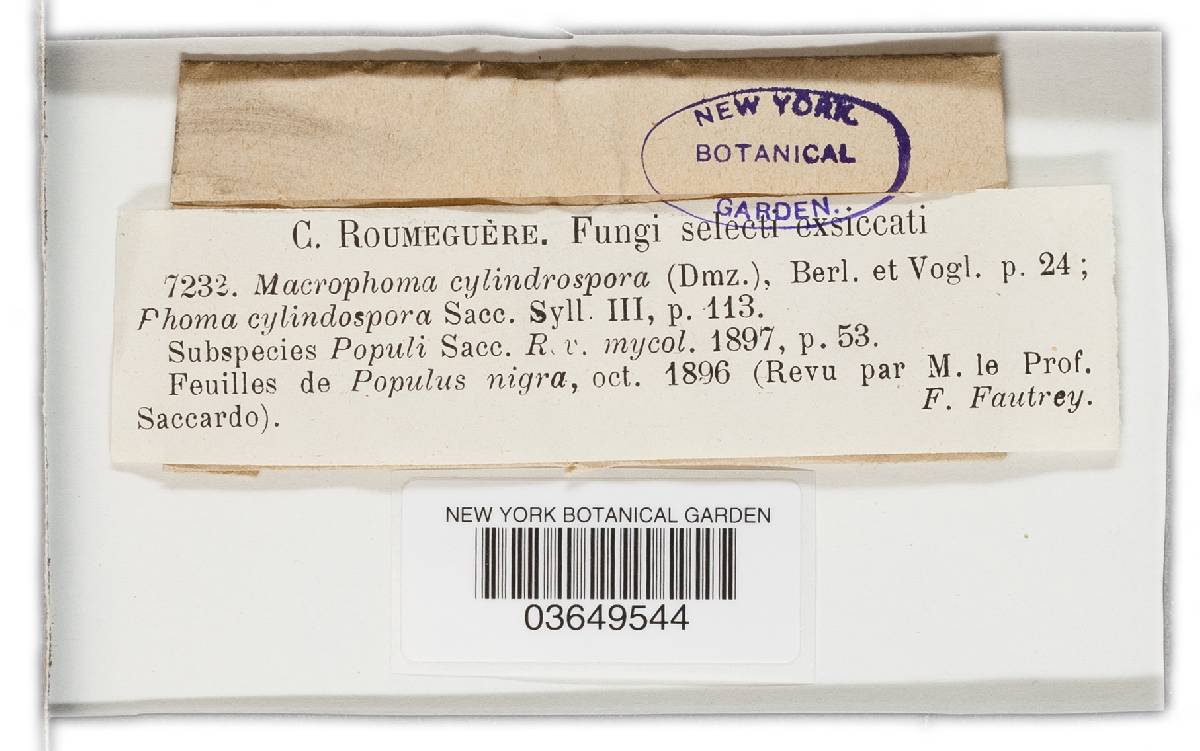 NEW YORK
BOTANICAL
GARDEN.
C. ROUMEGUÈRE. Fungi selecti exsiccati
7232. Macrophoma cylindrospora (Dmz.), Berl. et Vogl. p. 24;
Phoma cylindospora Sacc. Syll. III, p. 113.
Subspecies Populi Sacc. R. v. mycol. 1897, p. 53.
Feuilles de Populus nigra, oct. 1896 (Revu par M. le Prof.
Saccardo).
F. Fautrey.
NEW YORK BOTANICAL GARDEN
03649544